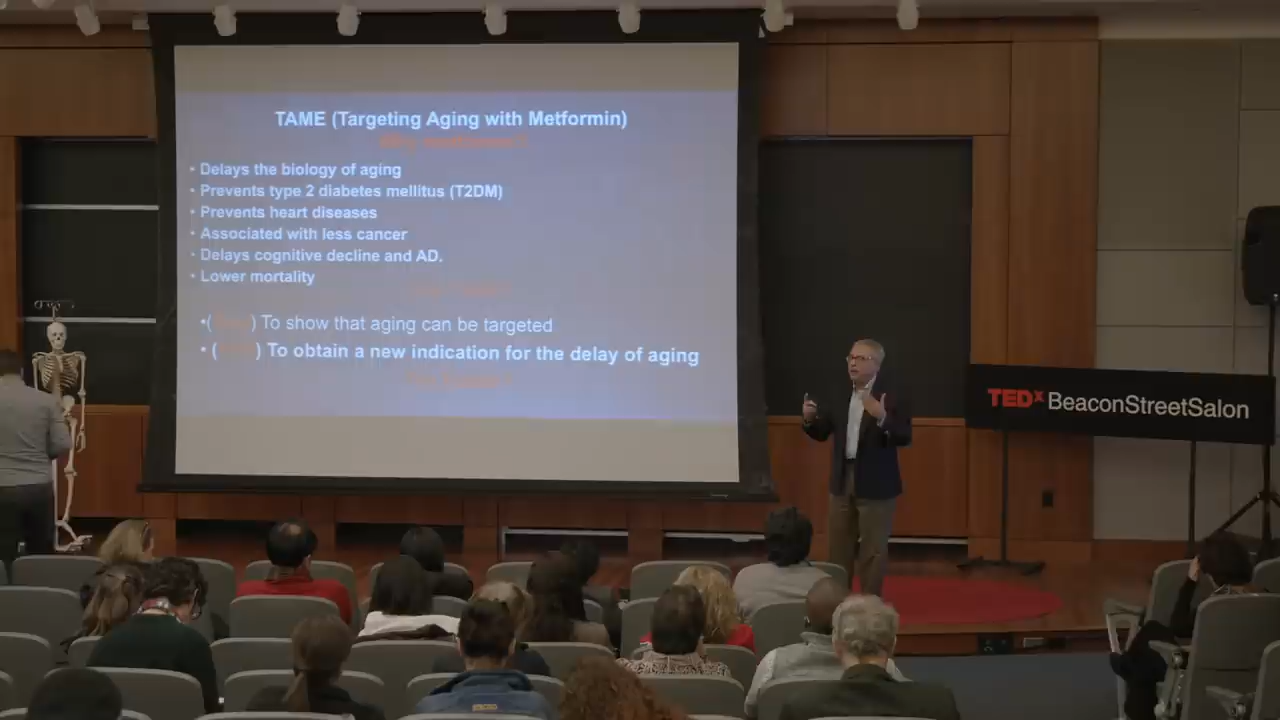 TAME (Targeting Aging with Metformin)
• Delays the biology of aging
• Prevents type 2 diabetes mellitus (T2DM)
• Prevents heart diseases
• Associated with less cancer
• Delays cognitive decline and AD.
• Lower mortality
•( ) To show that aging can be targeted
• ( ) To obtain a new indication for the delay of aging
TEDx BeaconStreetSalon